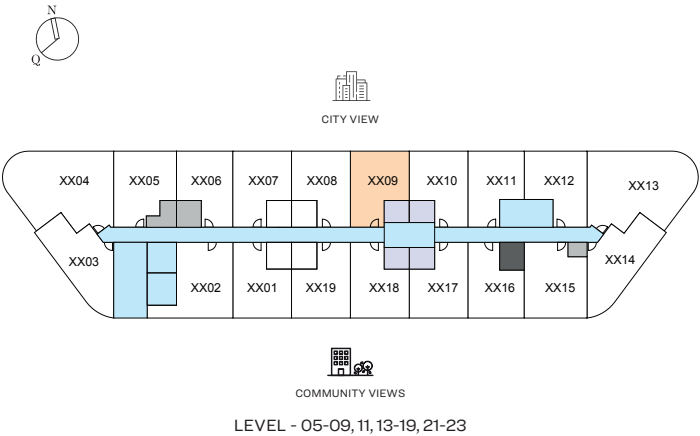 N
Q
CITY VIEW
XX04 XX05 XX06 XX07 XX08 XX09 XX10 XX11 XX12 XX13
XX03 XX02 XX01 XX19 XX18 XX17 XX16 XX15 XX14
COMMUNITY VIEWS
LEVEL - 05-09, 11, 13-19, 21-23